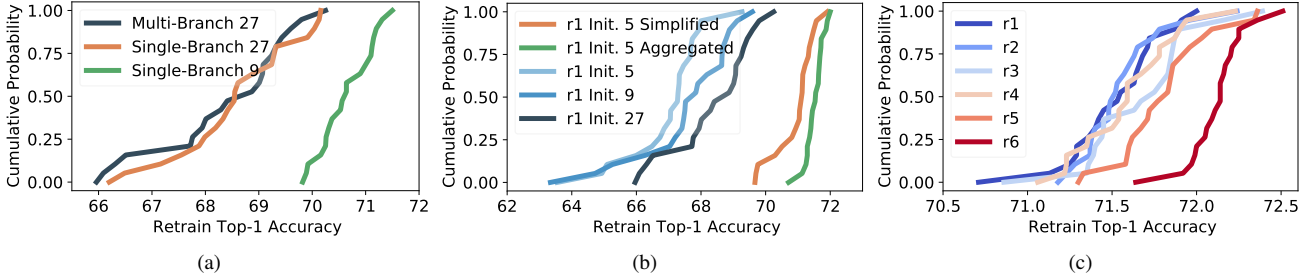 Cumulative Probability
1.00
0.75
0.50
0.25
0.00
Multi-Branch 27
Single-Branch 27
Single-Branch 9
66 67 68 69 70 71 72
Retrain Top-1 Accuracy
(a)
Cumulative Probability
1.00
0.75
0.50
0.25
0.00
r1 Init. 5 Simplified
r1 Init. 5 Aggregated
r1 Init. 5
r1 Init. 9
r1 Init. 27
62 64 66 68 70 72
Retrain Top-1 Accuracy
(b)
Cumulative Probability
1.00
0.75
0.50
0.25
0.00
r1
r2
r3
r4
r5
r6
70.5 71.0 71.5 72.0 72.5
Retrain Top-1 Accuracy
(c)